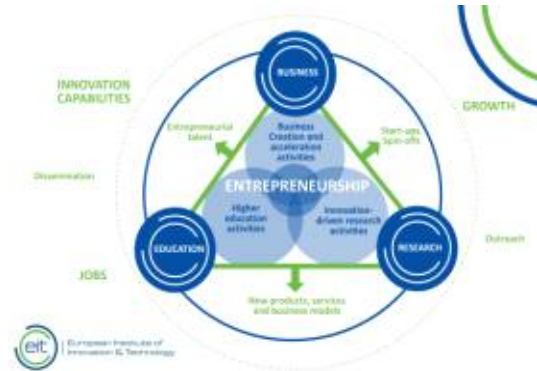 BUSINESS
INNOVATION
CAPABILITIES
GROWTH
Entrepreneurial
talent
Business
Creation and
acceleration
activities
Start-ups
Spin-offs
Dissemination
ENTREPRENEURSHIP
Higher
education
activities
Innovation-
driven research
activities
EDUCATION
RESEARCH
Outreach
JOBS
New products, services
and business models
eit
European Institute of
Innovation & Technology